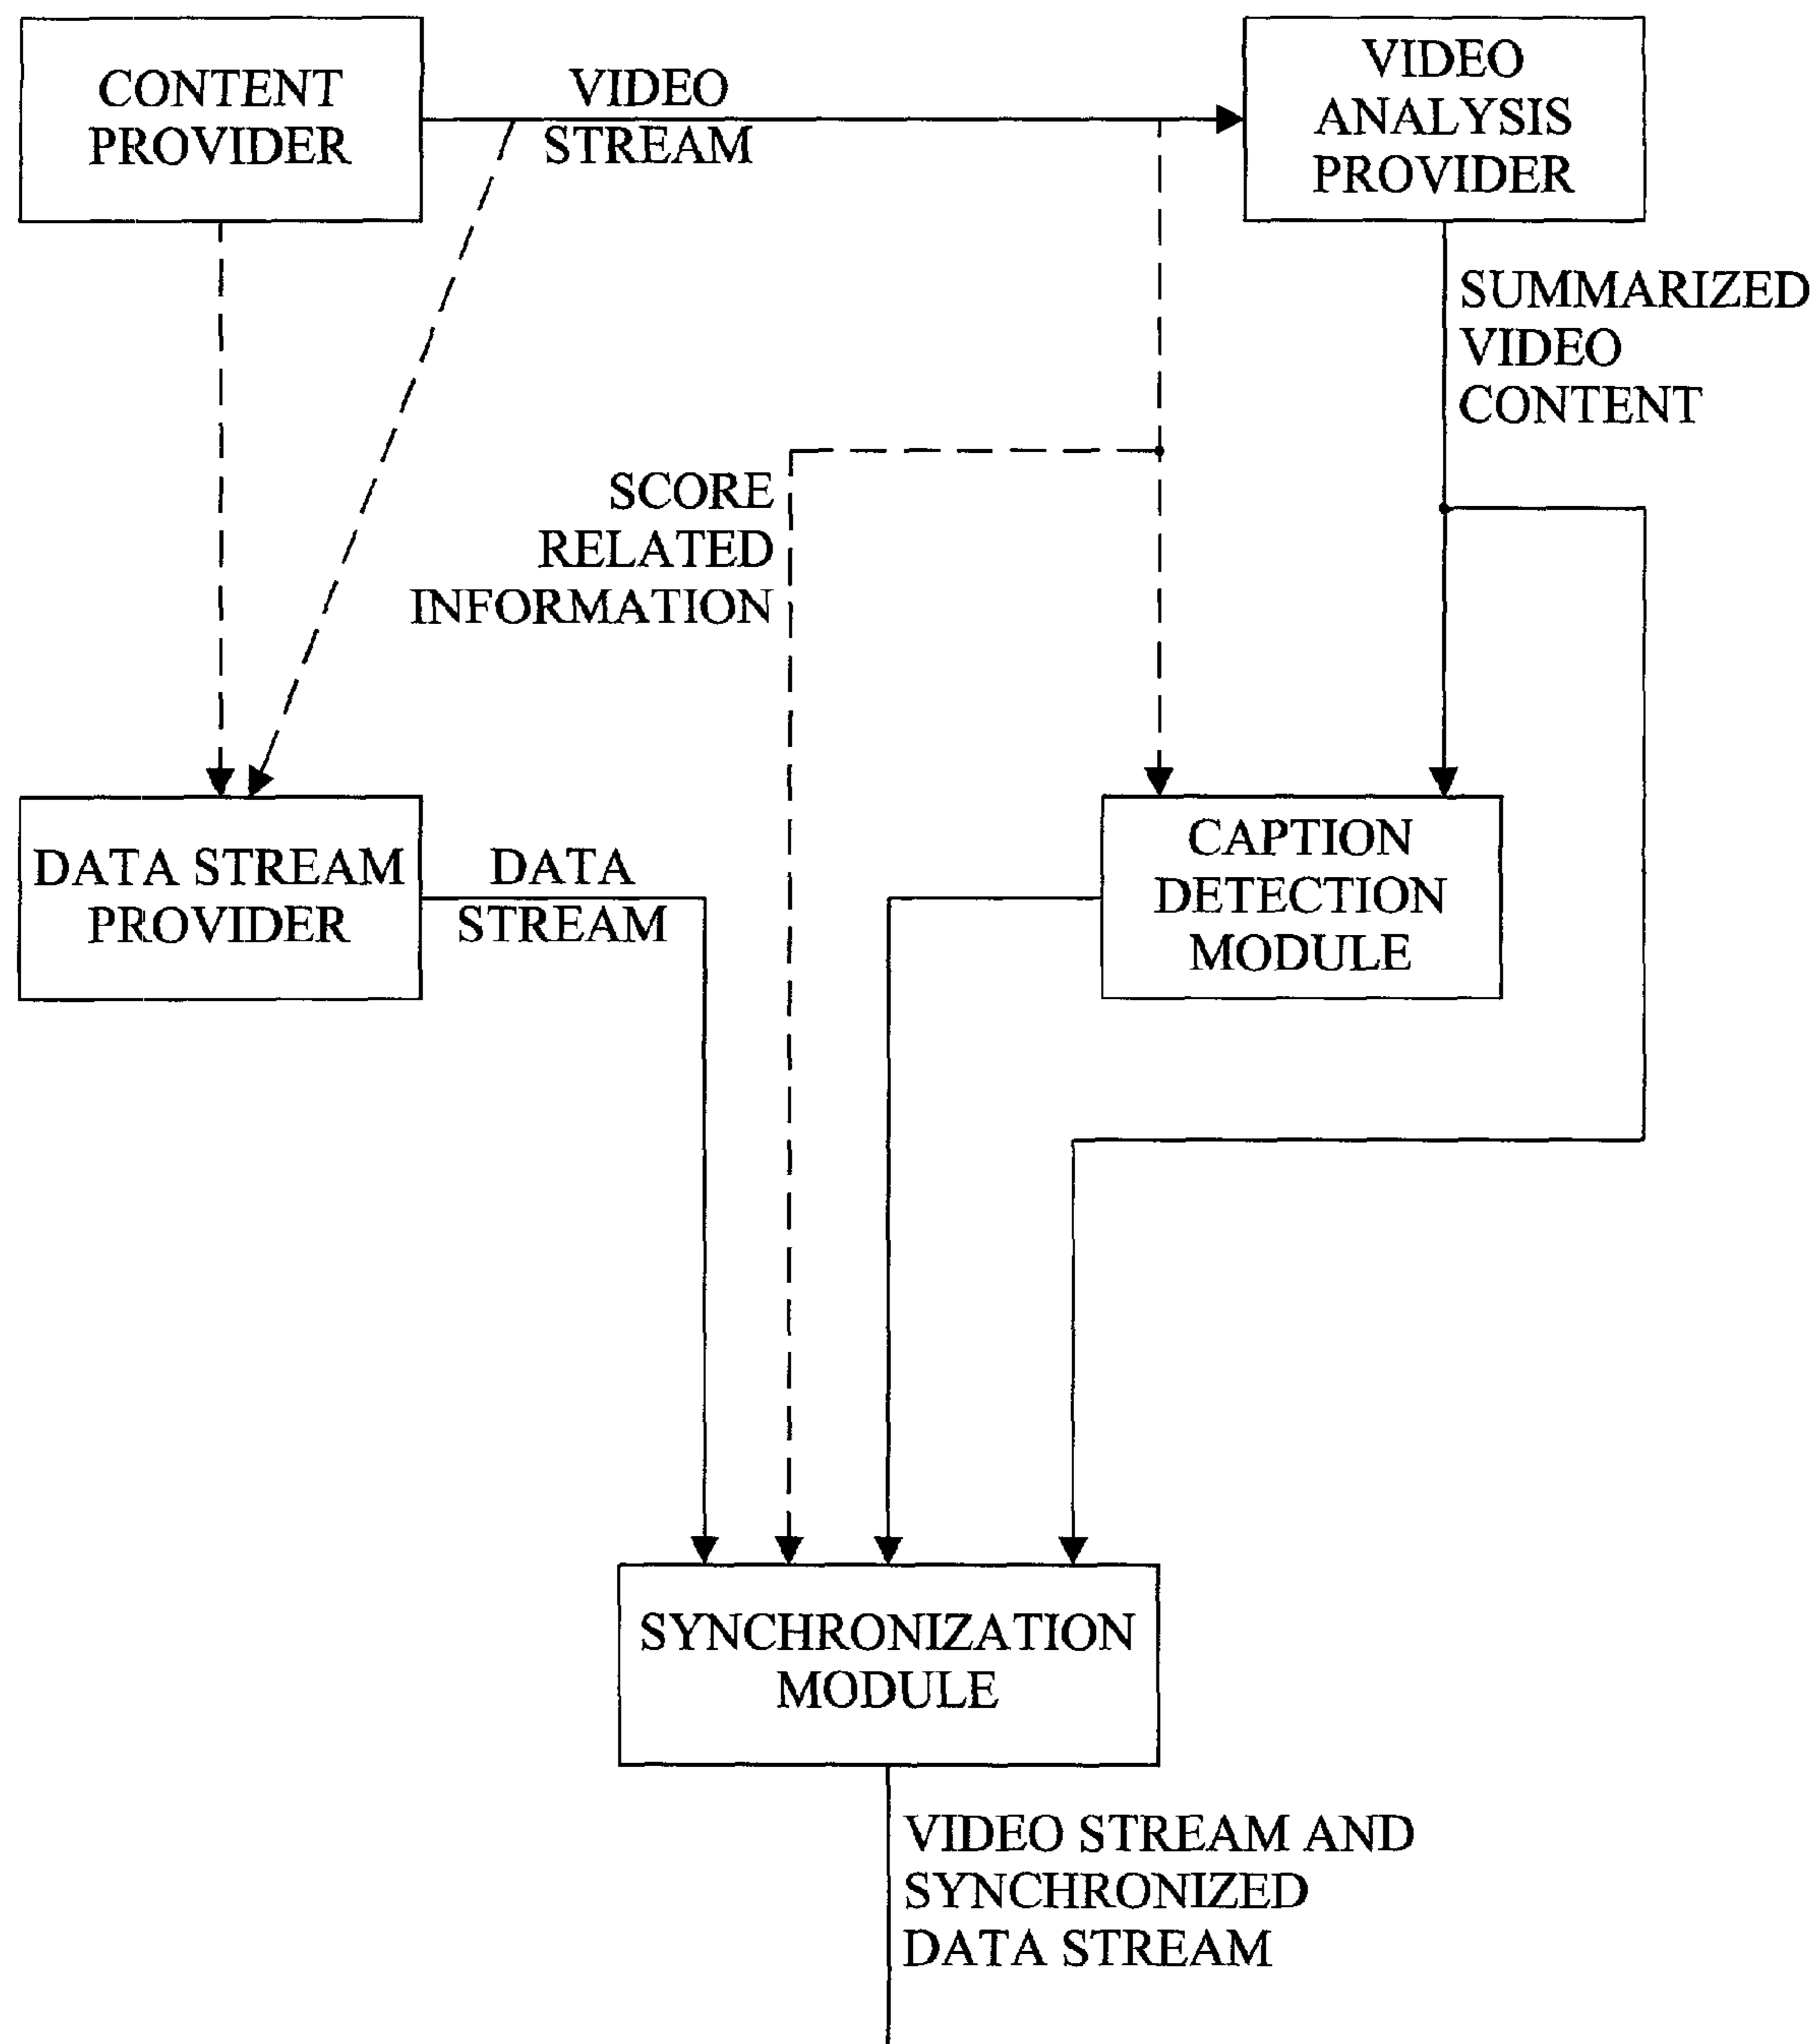 CONTENT
PROVIDER
VIDEO
STREAM
VIDEO
ANALYSIS
PROVIDER
SUMMARIZED
VIDEO
CONTENT
SCORE
RELATED
INFORMATION
DATA STREAM
PROVIDER
DATA
STREAM
CAPTION
DETECTION
MODULE
SYNCHRONIZATION
MODULE
VIDEO STREAM AND
SYNCHRONIZED
DATA STREAM